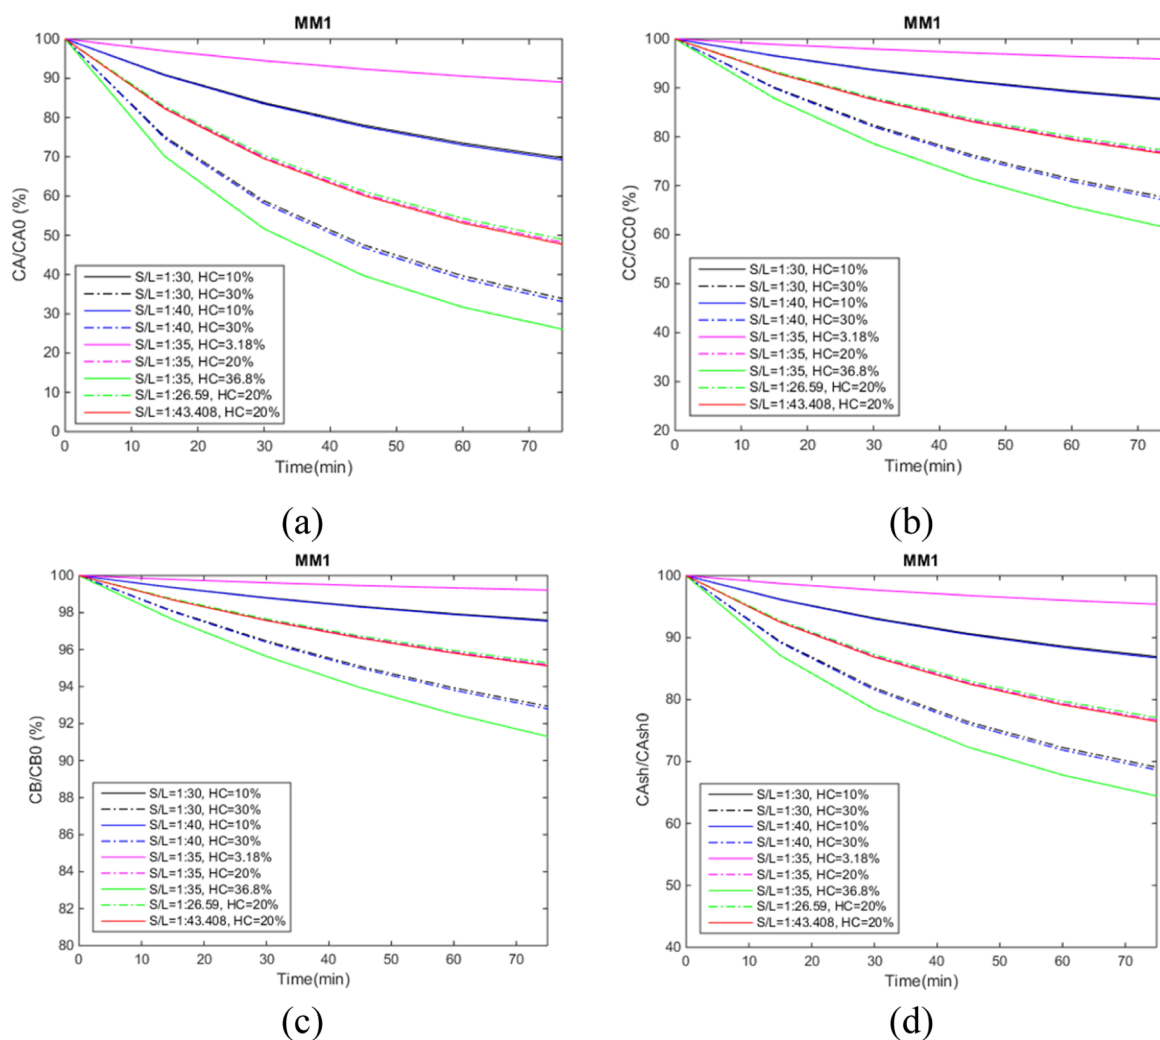 MM1
CA/CA0 (%)
100
90
80
70
60
50
40
30
20
10
0
S/L=1:30, HC=10%
S/L=1:30, HC=30%
S/L=1:40, HC=10%
S/L=1:40, HC=30%
S/L=1:35, HC=3.18%
S/L=1:35, HC=20%
S/L=1:35, HC=36.8%
S/L=1:26.59, HC=20%
S/L=1:43.408, HC=20%
0 10 20 30 40 50 60 70
Time(min)
(a)
MM1
CC/CC0 (%)
100
90
80
70
60
50
40
30
20
S/L=1:30, HC=10%
S/L=1:30, HC=30%
S/L=1:40, HC=10%
S/L=1:40, HC=30%
S/L=1:35, HC=3.18%
S/L=1:35, HC=20%
S/L=1:35, HC=36.8%
S/L=1:26.59, HC=20%
S/L=1:43.408, HC=20%
0 10 20 30 40 50 60 70
Time(min)
(b)
MM1
CB/CB0 (%)
100
98
96
94
92
90
88
86
84
82
80
S/L=1:30, HC=10%
S/L=1:30, HC=30%
S/L=1:40, HC=10%
S/L=1:40, HC=30%
S/L=1:35, HC=3.18%
S/L=1:35, HC=20%
S/L=1:35, HC=36.8%
S/L=1:26.59, HC=20%
S/L=1:43.408, HC=20%
0 10 20 30 40 50 60 70
Time(min)
(c)
MM1
CAsh/CAsh0
100
90
80
70
60
50
40
S/L=1:30, HC=10%
S/L=1:30, HC=30%
S/L=1:40, HC=10%
S/L=1:40, HC=30%
S/L=1:35, HC=3.18%
S/L=1:35, HC=20%
S/L=1:35, HC=36.8%
S/L=1:26.59, HC=20%
S/L=1:43.408, HC=20%
0 10 20 30 40 50 60 70
Time(min)
(d)